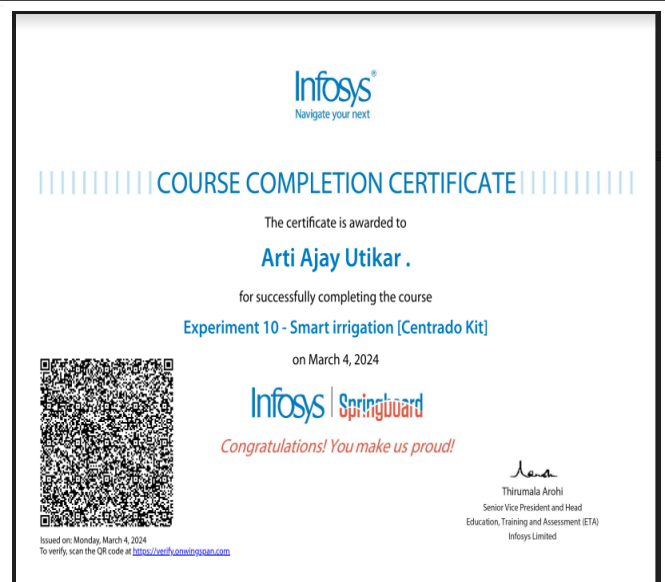 Infosys®
Navigate your next
COURSE COMPLETION CERTIFICATE
The certificate is awarded to
Arti Ajay Utikar .
for successfully completing the course
Experiment 10 - Smart irrigation [Centrado Kit]
on March 4, 2024
Infosys | Springboard
Congratulations! You make us proud!
Thirumala Arohi
Senior Vice President and Head
Education, Training and Assessment (ETA)
Infosys Limited
Issued on: Monday, March 4, 2024
To verify, scan the QR code at https://verify.onwingspan.com